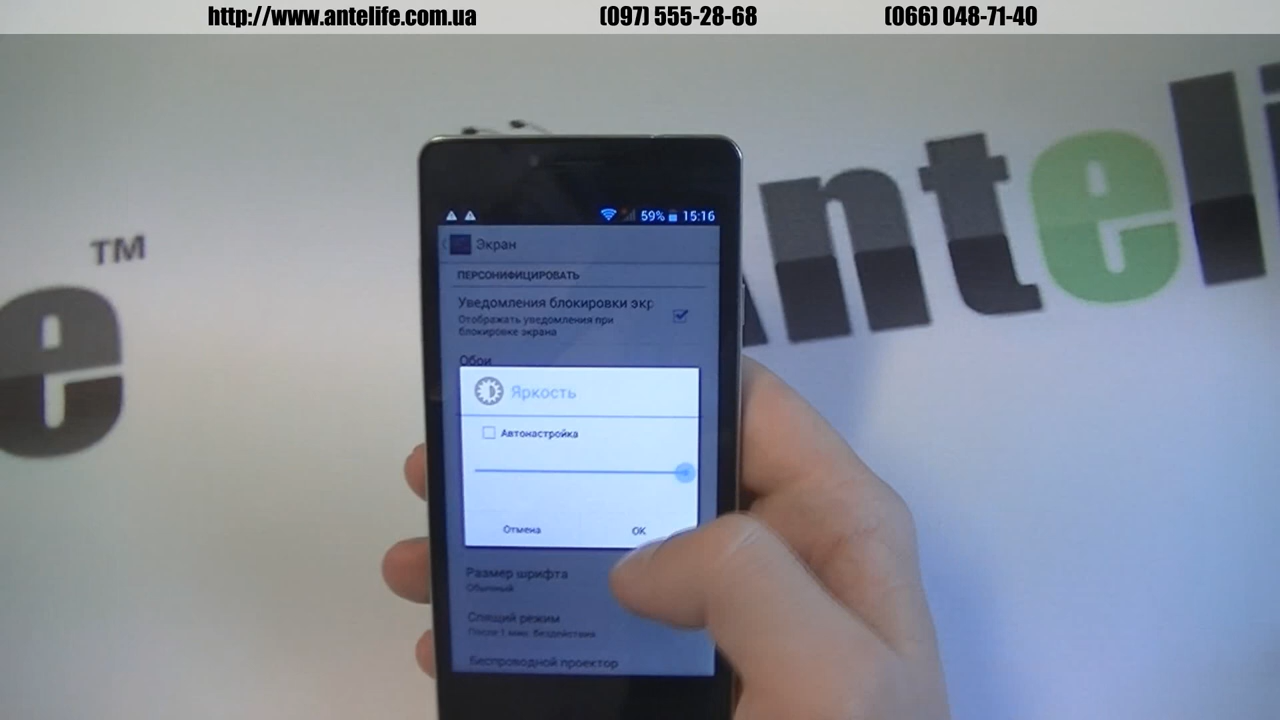 http://www.antelife.com.ua (097) 555-28-68 (066) 048-71-40
TM
e
Anteli
59% 15:16
Экран
ПЕРСОНИФИЦИРОВАТЬ
Уведомления блокировки экр
Отображать уведомления при
блокировке экрана
Обои
Яркость
Автонастройка
Отмена OK
Размер шрифта
Обычный
Спящий режим
После 1 мин. бездействия
Беспроводной проектор